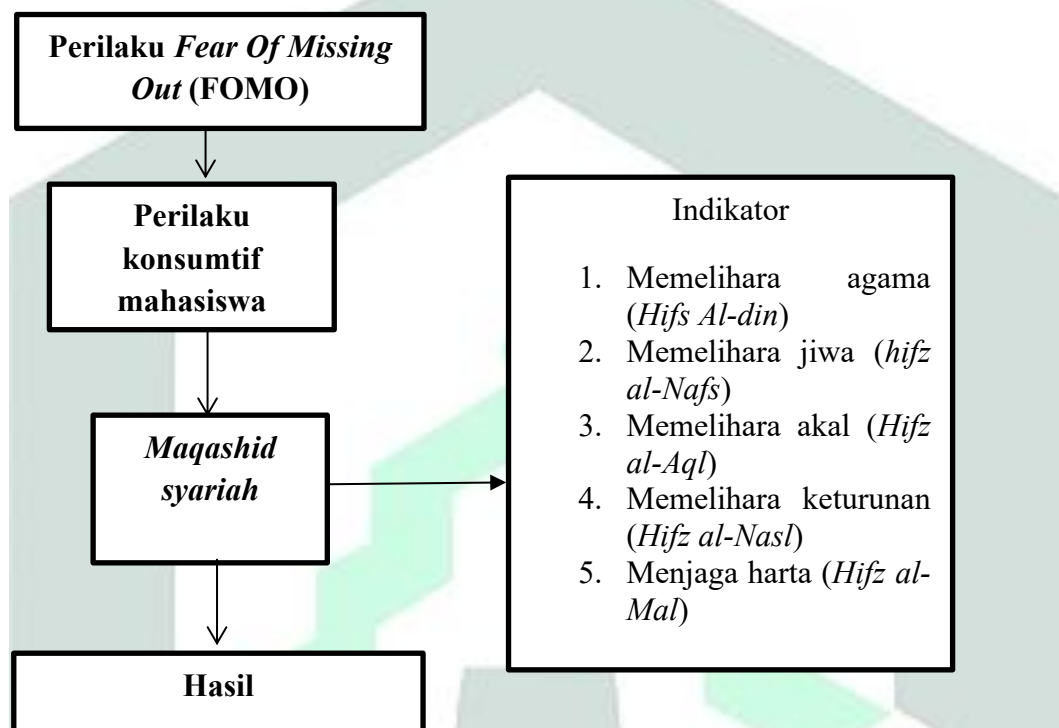 Perilaku Fear Of Missing
Out (FOMO)
Perilaku
konsumtif
mahasiswa
Maqashid
syariah
Indikator
1. Memelihara agama
(Hifs Al-din)
2. Memelihara jiwa (hifz
al-Nafs)
3. Memelihara akal (Hifz
al-Aql)
4. Memelihara keturunan
(Hifz al-Nasl)
5. Menjaga harta (Hifz al-
Mal)
Hasil